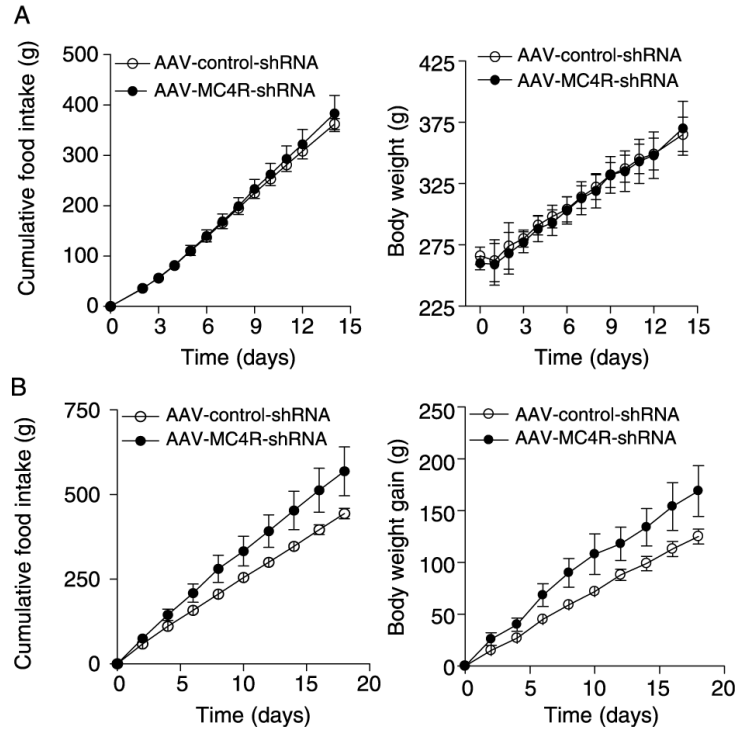 A
Cumulative food intake (g)
500
400
300
200
100
0
AAV-control-shRNA
AAV-MC4R-shRNA
0 3 6 9 12 15
Time (days)
Body weight (g)
425
375
325
275
225
AAV-control-shRNA
AAV-MC4R-shRNA
0 3 6 9 12 15
Time (days)
B
Cumulative food intake (g)
750
500
250
0
AAV-control-shRNA
AAV-MC4R-shRNA
0 5 10 15 20
Time (days)
Body weight gain (g)
250
200
150
100
50
0
AAV-control-shRNA
AAV-MC4R-shRNA
0 5 10 15 20
Time (days)